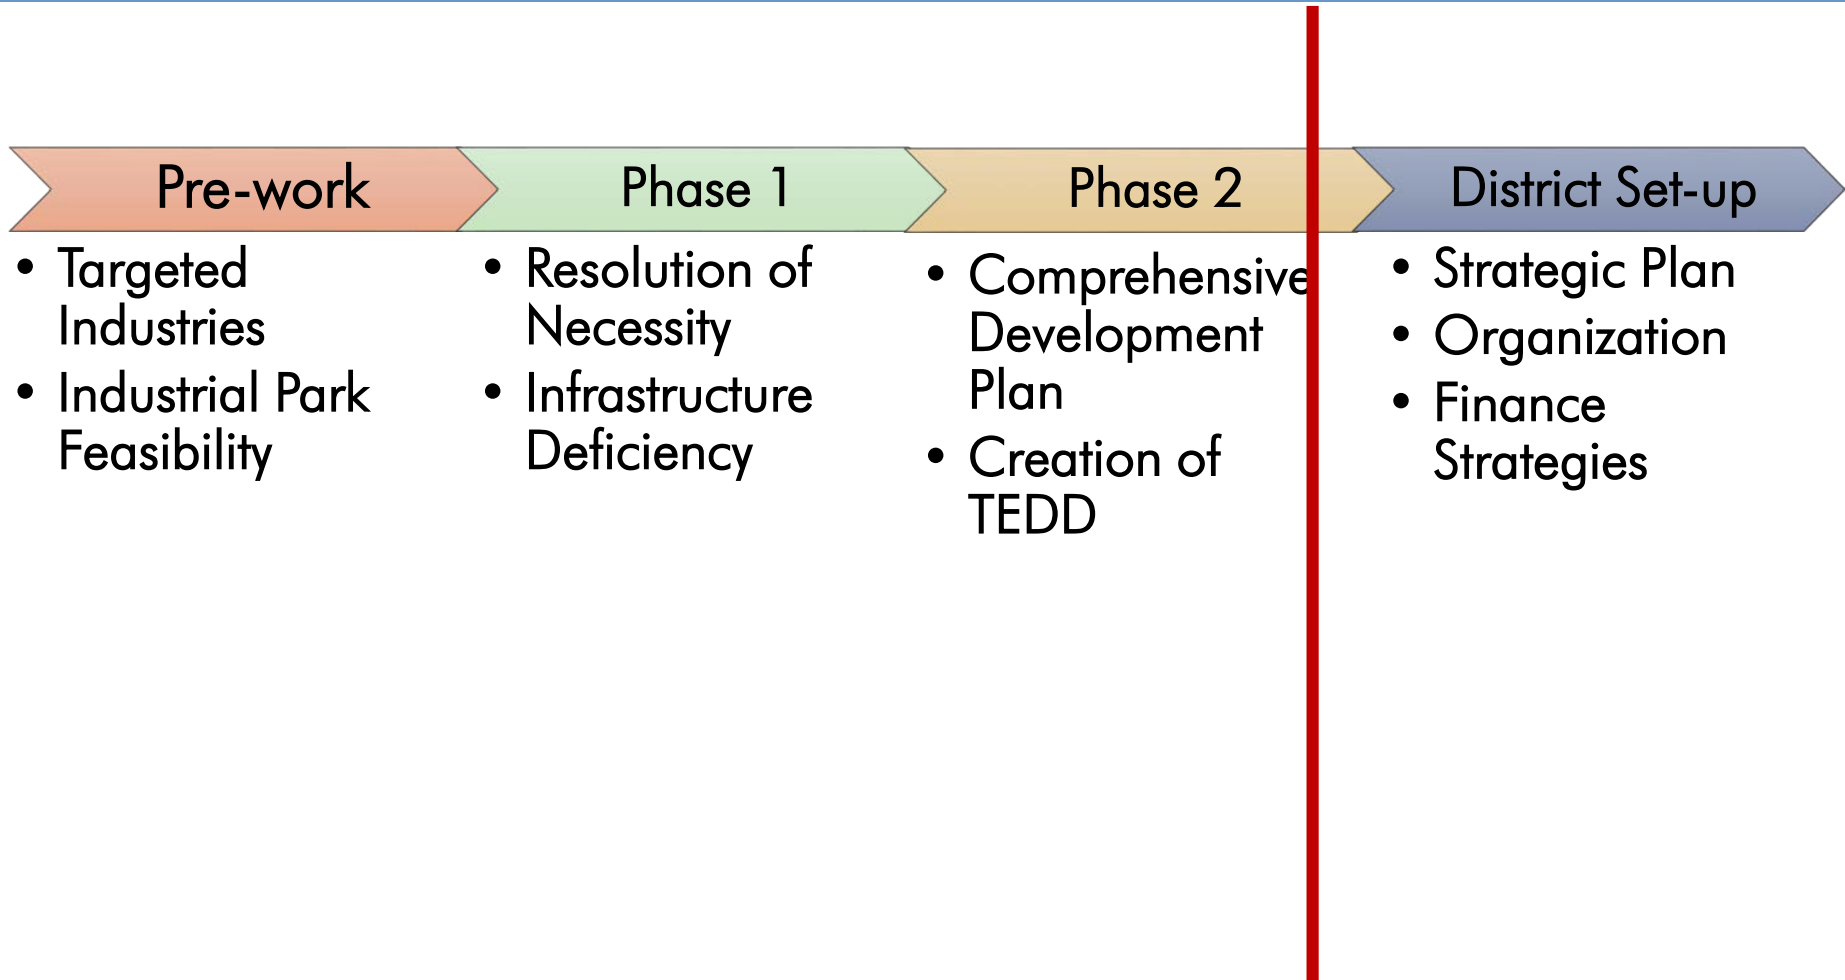 Pre-work
• Targeted
Industries
• Industrial Park
Feasibility
Phase 1
• Resolution of
Necessity
• Infrastructure
Deficiency
Phase 2
• Comprehensive
Development
Plan
• Creation of
TEDD
District Set-up
• Strategic Plan
• Organization
• Finance
Strategies